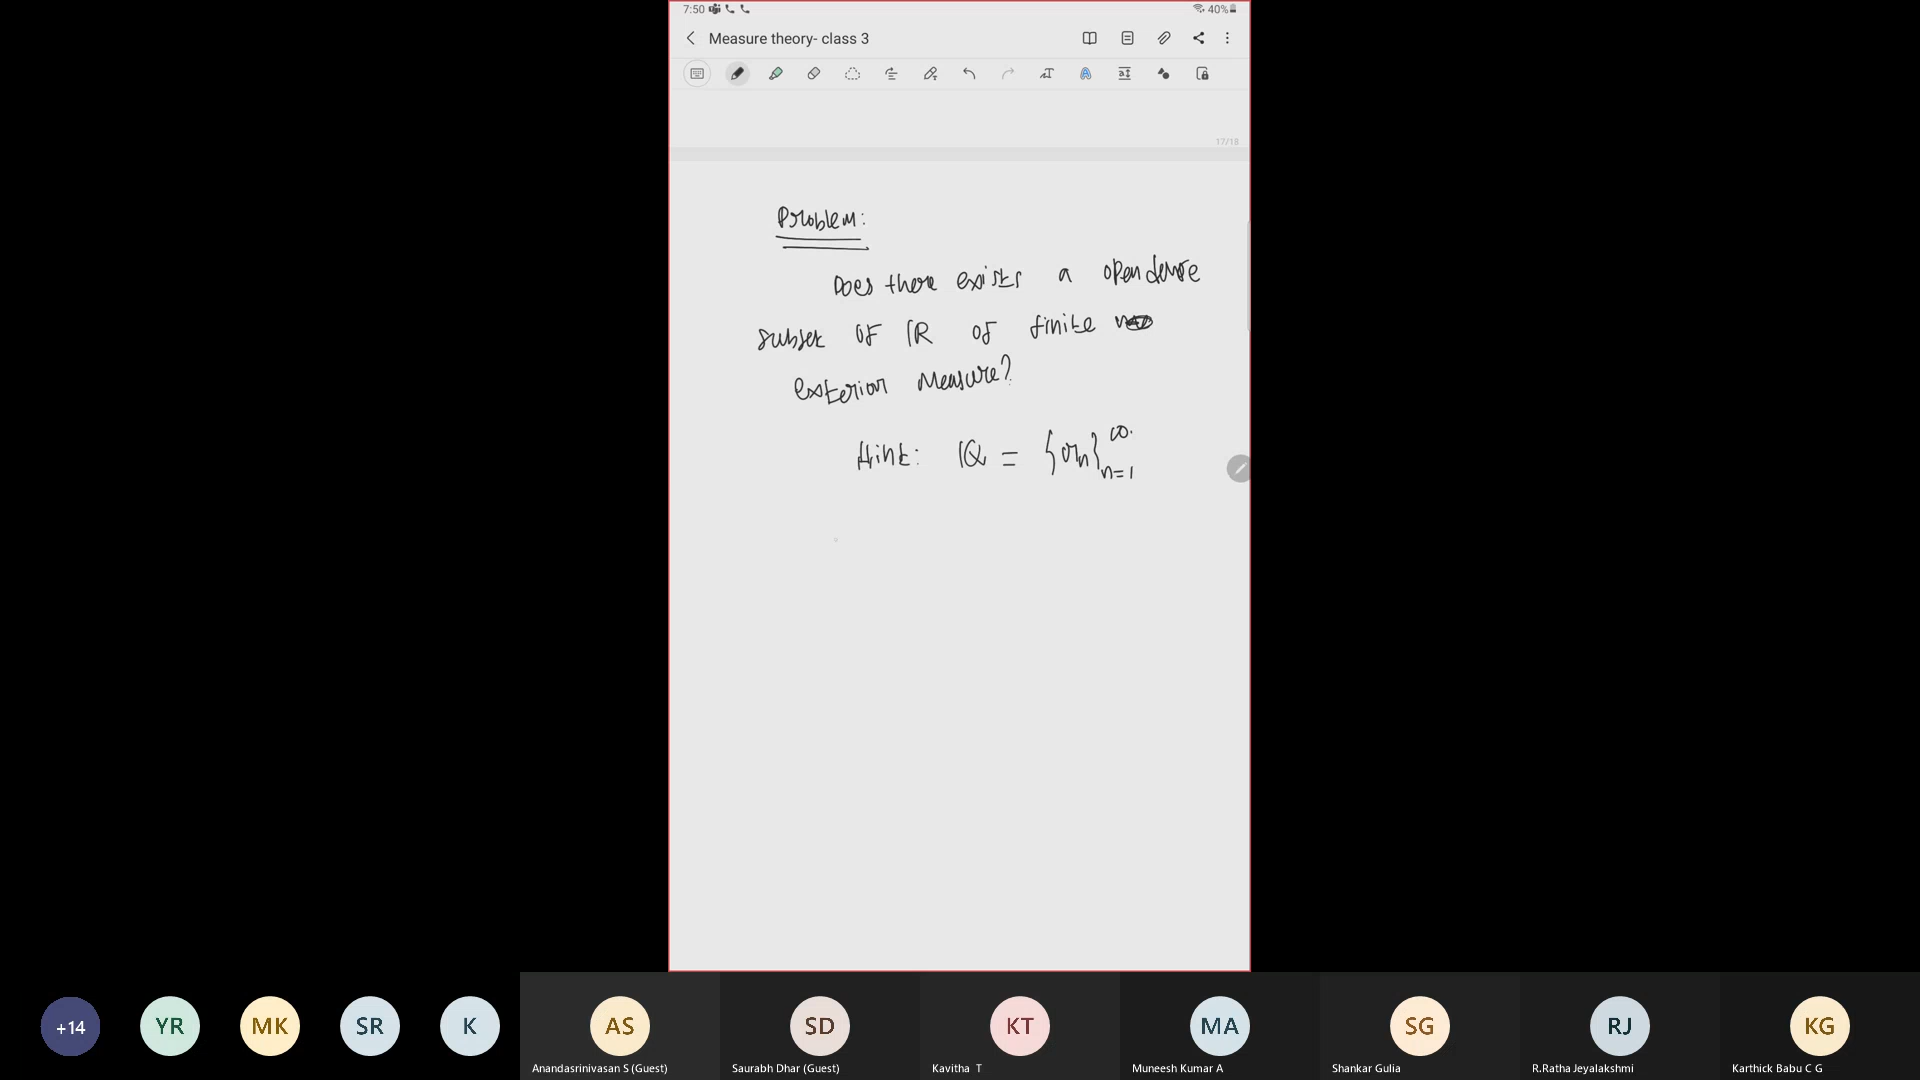 7:50
40%
Measure theory- class 3
17/18
Problem:
Does there exists a open dense
subset of ℝ of finite
exterior measure?
Hint: ℚ = {r_n}_{n=1}^∞.
+14
YR
MK
SR
K
AS
SD
KT
MA
SG
RJ
KG
Anandasrinivasan S (Guest)
Saurabh Dhar (Guest)
Kavitha T
Muneesh Kumar A
Shankar Gulia
R.Ratha Jeyalakshmi
Karthick Babu C G